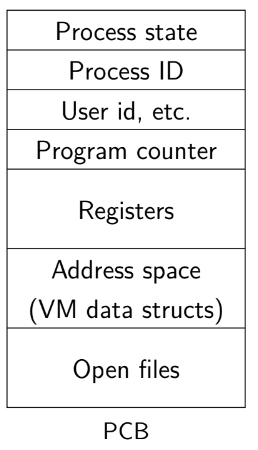 Process state
Process ID
User id, etc.
Program counter
Registers
Address space
(VM data structs)
Open files
PCB